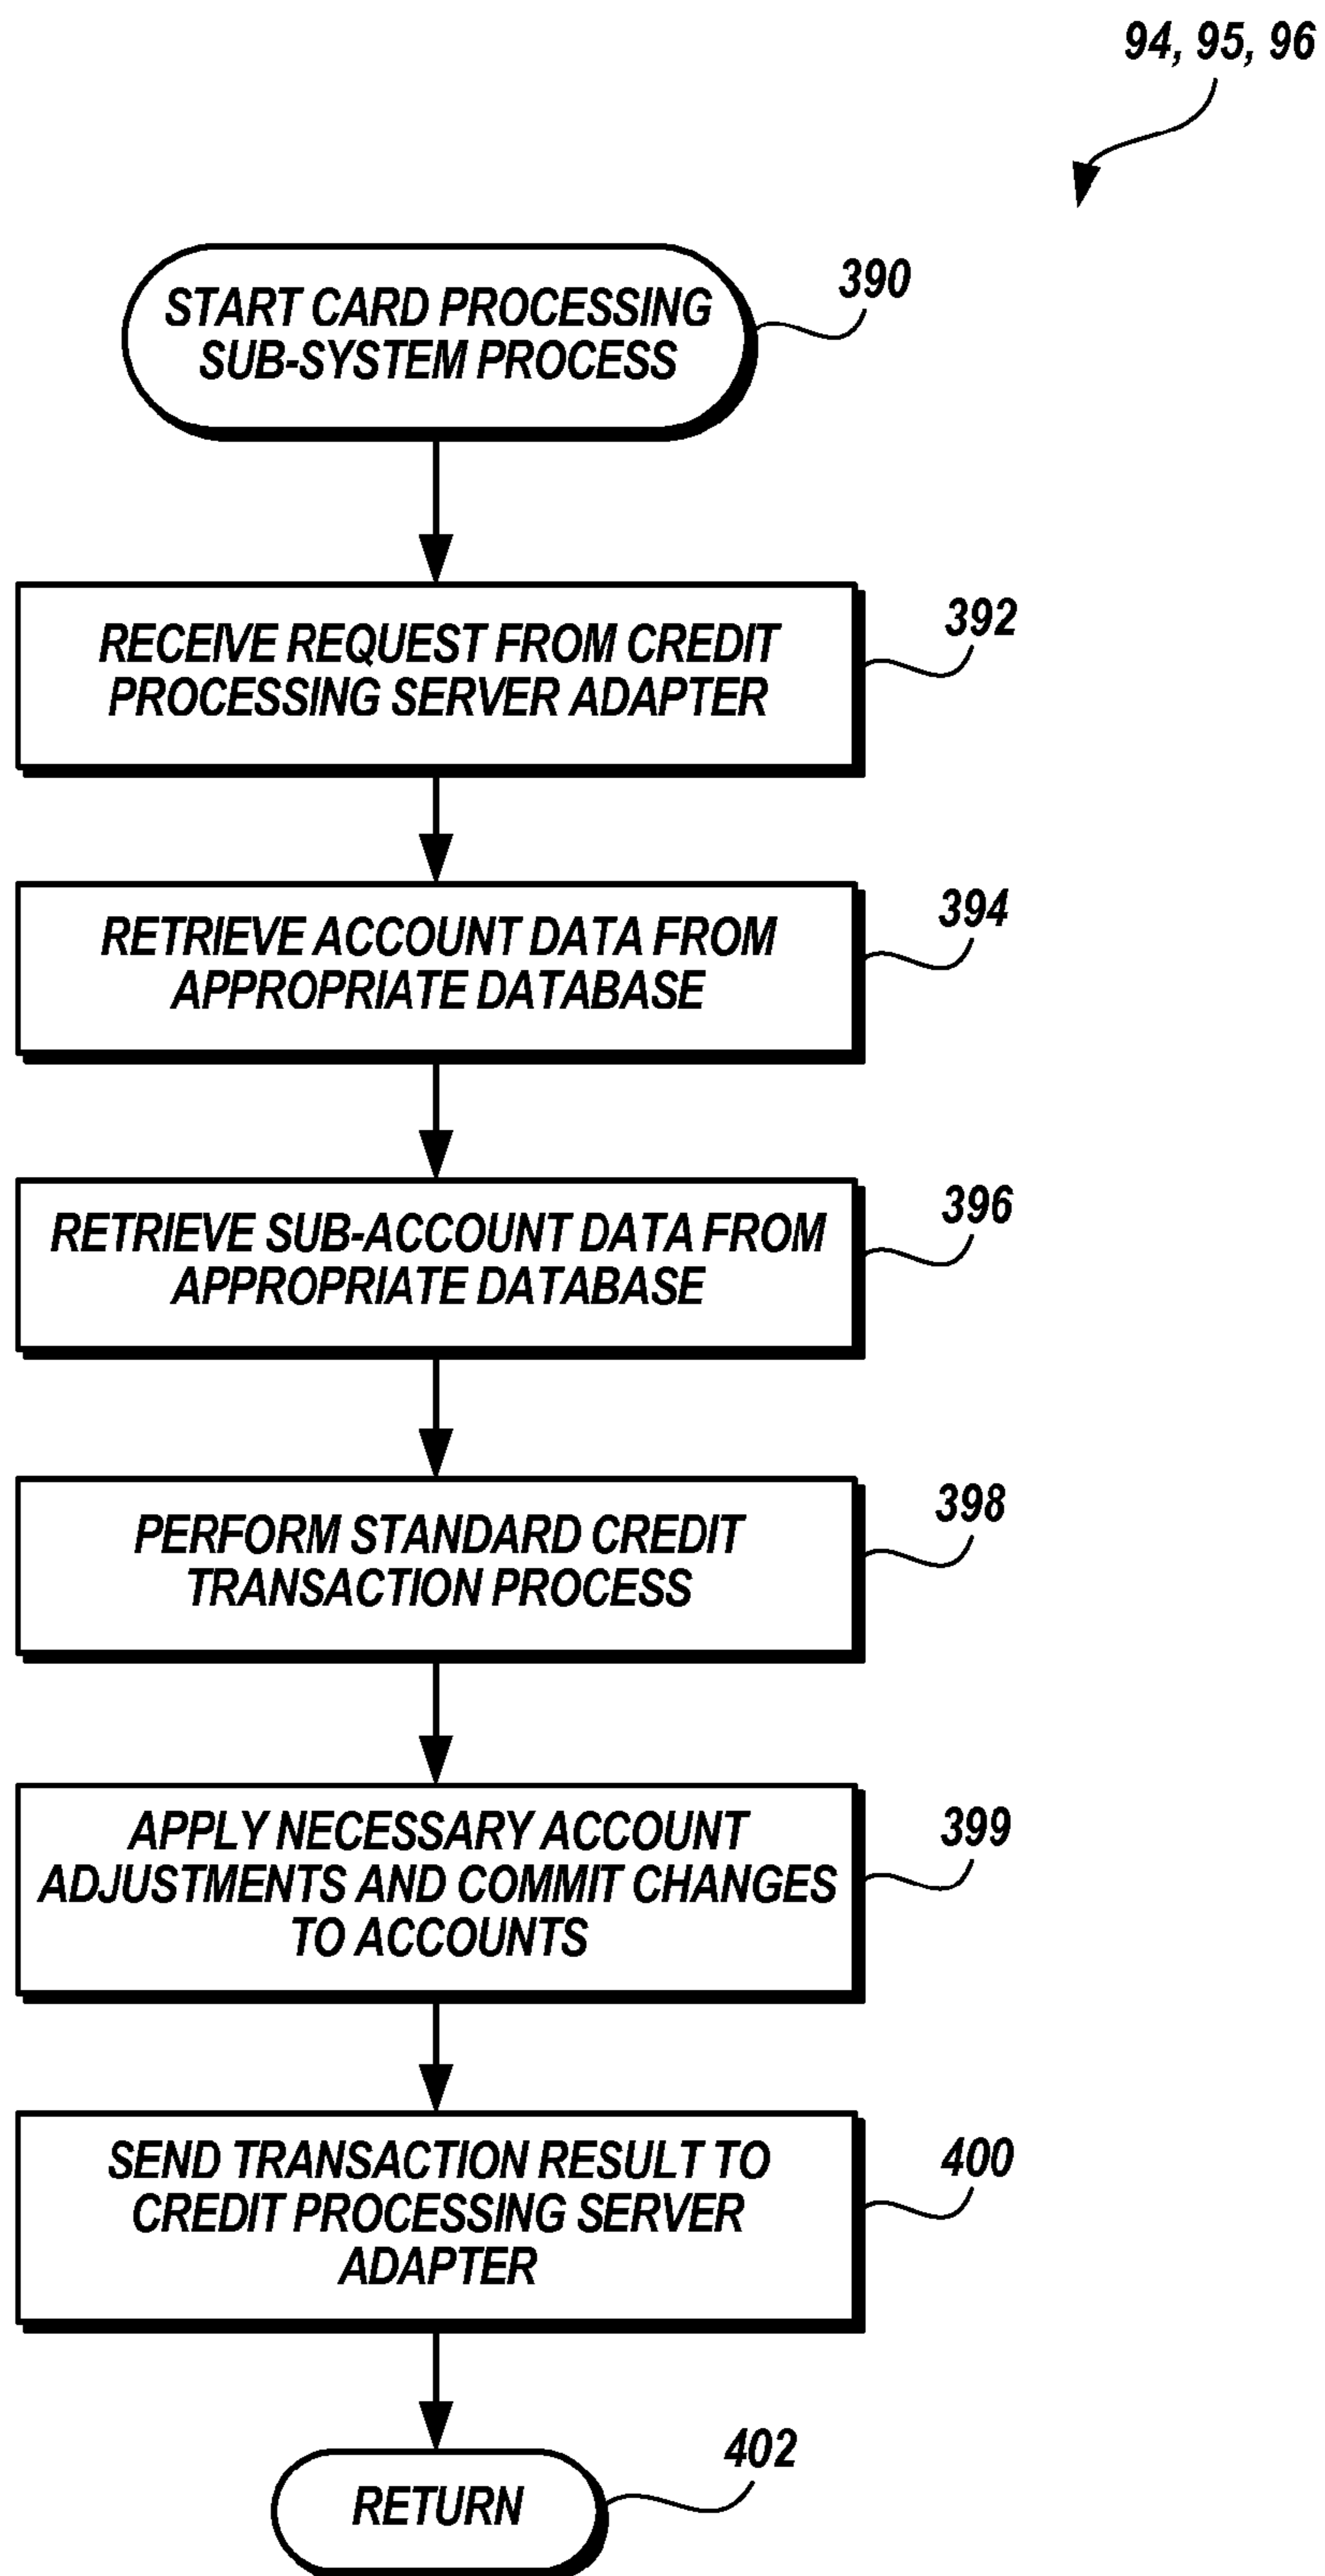 94, 95, 96
START CARD PROCESSING
SUB-SYSTEM PROCESS
390
RECEIVE REQUEST FROM CREDIT
PROCESSING SERVER ADAPTER
392
RETRIEVE ACCOUNT DATA FROM
APPROPRIATE DATABASE
394
RETRIEVE SUB-ACCOUNT DATA FROM
APPROPRIATE DATABASE
396
PERFORM STANDARD CREDIT
TRANSACTION PROCESS
398
APPLY NECESSARY ACCOUNT
ADJUSTMENTS AND COMMIT CHANGES
TO ACCOUNTS
399
SEND TRANSACTION RESULT TO
CREDIT PROCESSING SERVER
ADAPTER
400
RETURN
402